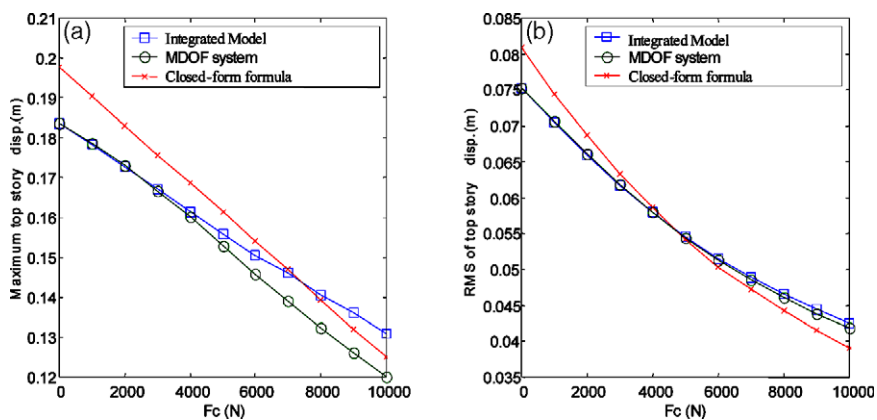 (a)
Integrated Model
MDOF system
Closed-form formula
0.21
0.2
0.19
0.18
0.17
0.16
0.15
0.14
0.13
0.12
Maximum top story disp.(m)
0 2000 4000 6000 8000 10000
Fc (N)
(b)
Integrated Model
MDOF system
Closed-form formula
0.085
0.08
0.075
0.07
0.065
0.06
0.055
0.05
0.045
0.04
0.035
RMS of top story disp.(m)
0 2000 4000 6000 8000 10000
Fc (N)